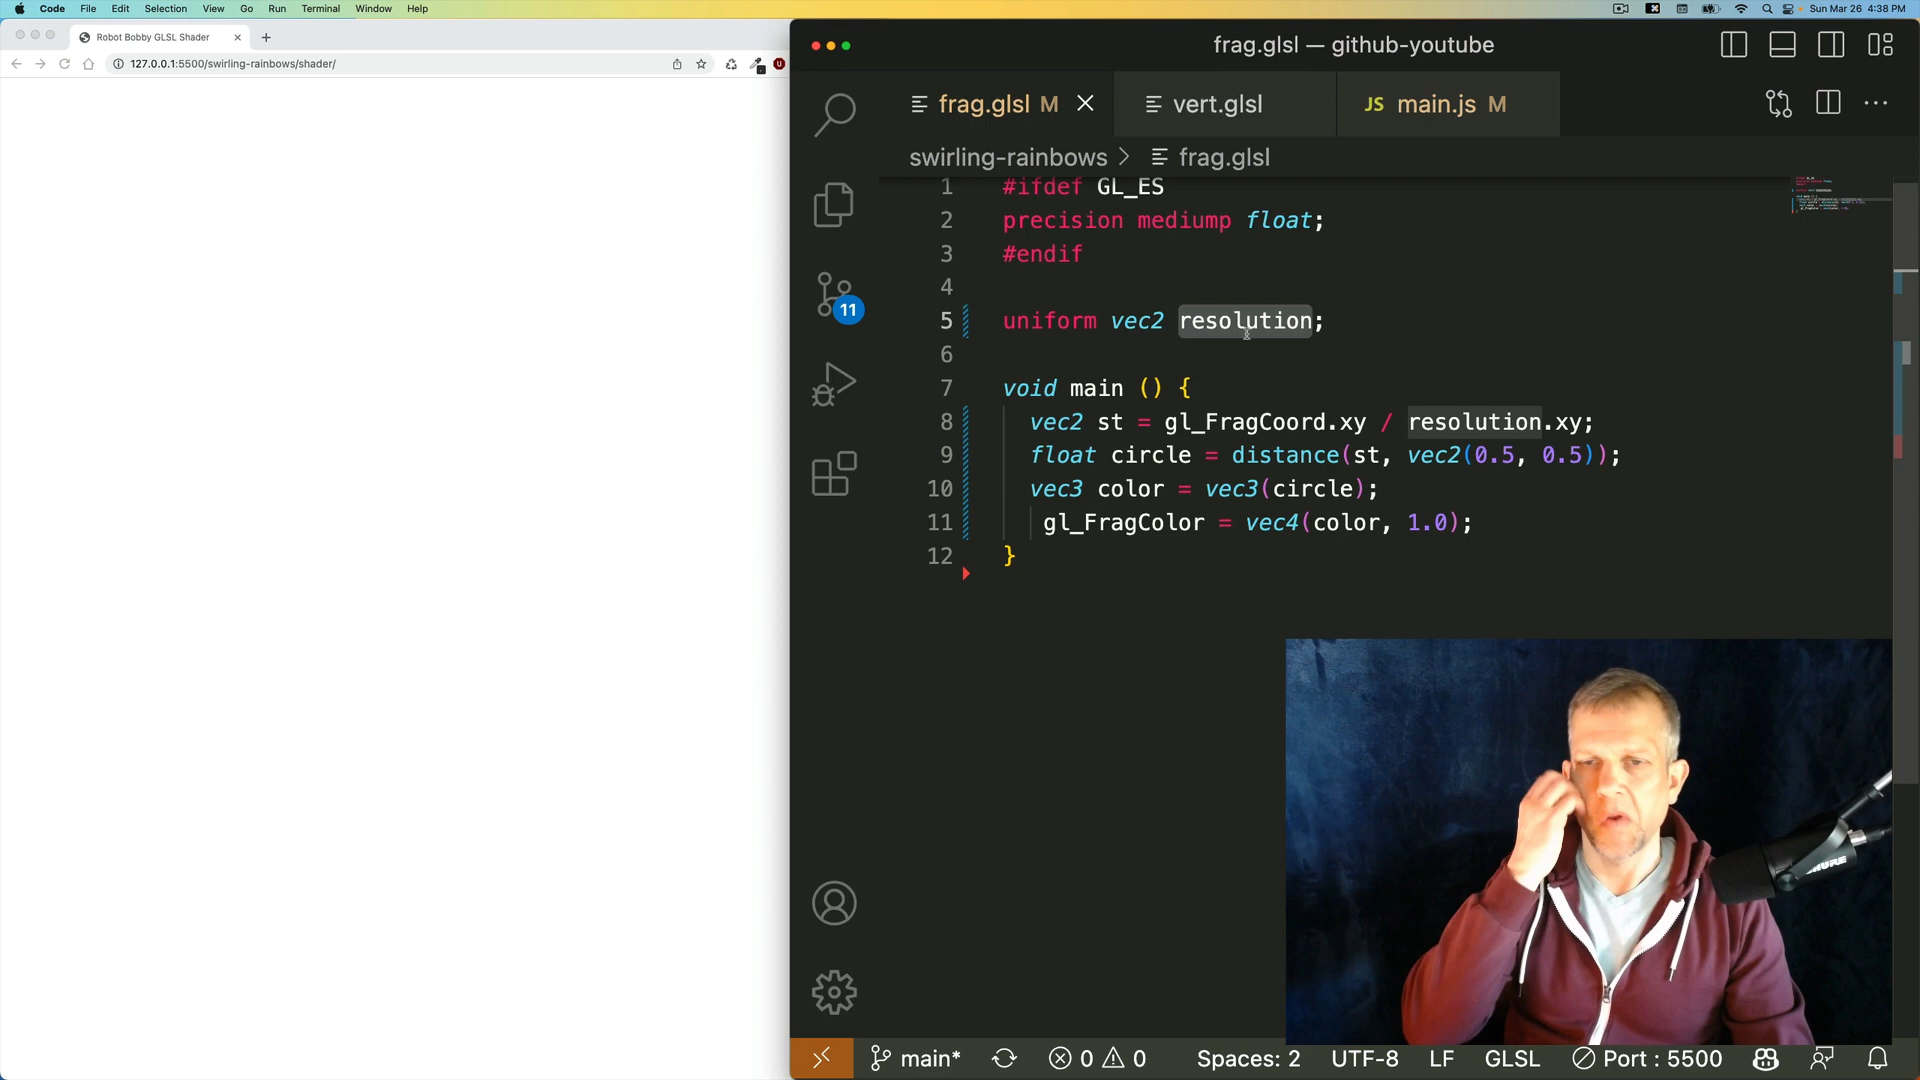 Code File Edit Selection View Go Run Terminal Window Help
Sun Mar 26 4:38 PM
Robot Bobby GLSL Shader
127.0.0.1:5500/swirling-rainbows/shader/
frag.glsl — github-youtube
frag.glsl M
vert.glsl
JS main.js M
swirling-rainbows > frag.glsl
1 #ifdef GL_ES
2 precision mediump float;
3 #endif
4
5 uniform vec2 resolution;
6
7 void main () {
8 vec2 st = gl_FragCoord.xy / resolution.xy;
9 float circle = distance(st, vec2(0.5, 0.5));
10 vec3 color = vec3(circle);
11 gl_FragColor = vec4(color, 1.0);
12 }
11
SHURE
main* 0 0 Spaces: 2 UTF-8 LF GLSL Port : 5500